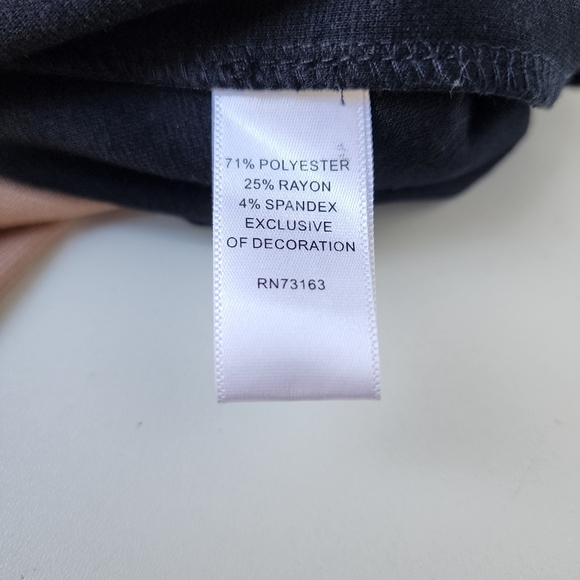 71% POLYESTER
25% RAYON
4% SPANDEX
EXCLUSIVE
OF DECORATION
RN73163